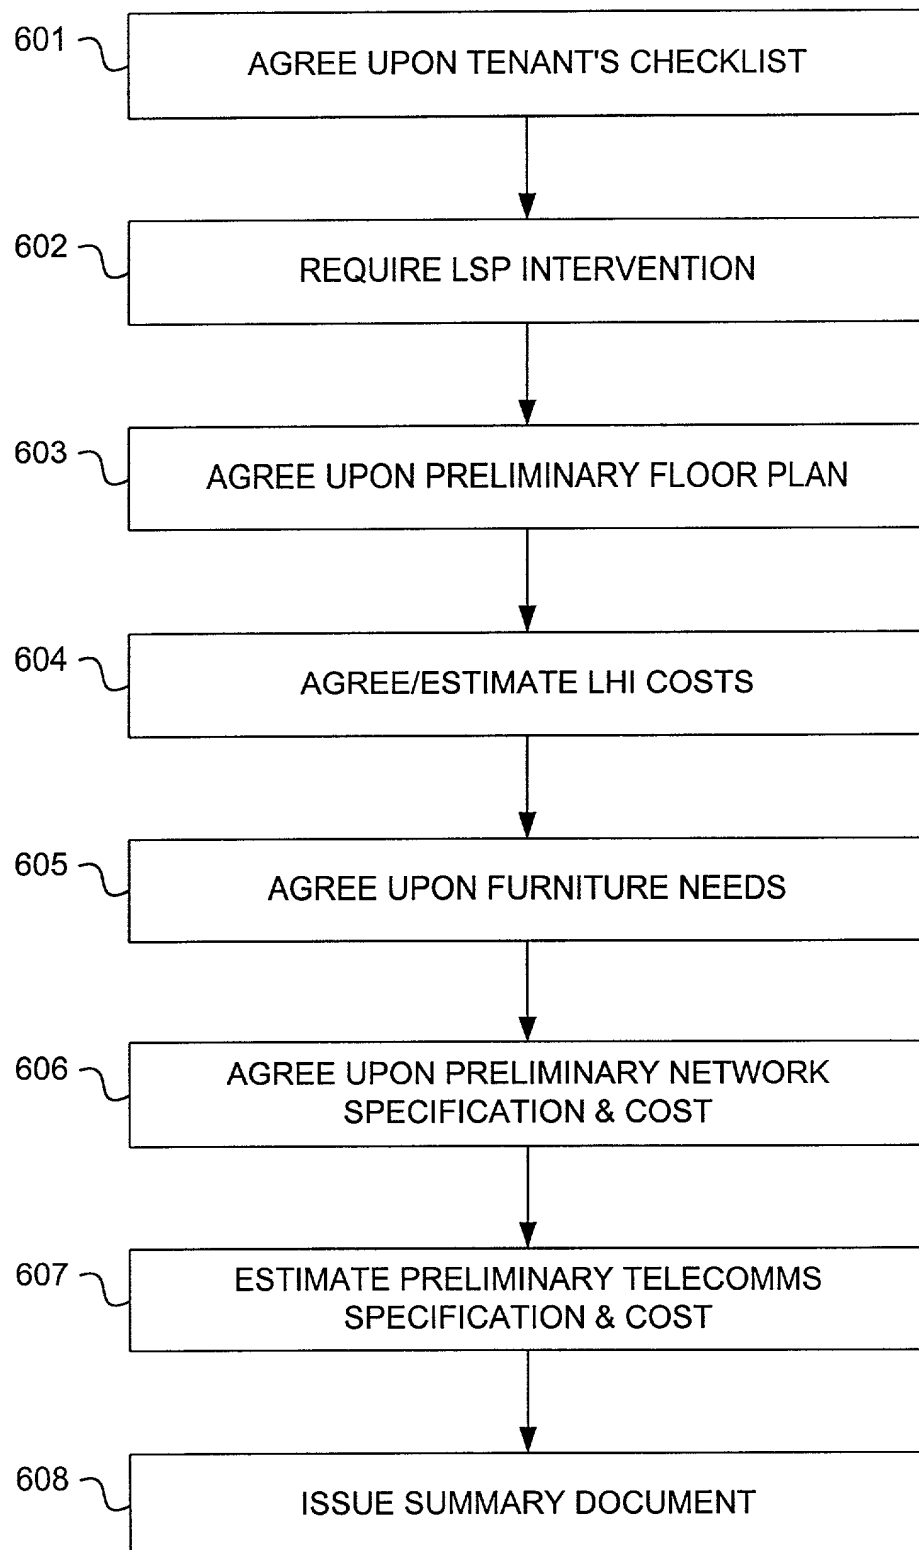 601
AGREE UPON TENANT'S CHECKLIST
602
REQUIRE LSP INTERVENTION
603
AGREE UPON PRELIMINARY FLOOR PLAN
604
AGREE/ESTIMATE LHI COSTS
605
AGREE UPON FURNITURE NEEDS
606
AGREE UPON PRELIMINARY NETWORK
SPECIFICATION & COST
607
ESTIMATE PRELIMINARY TELECOMMS
SPECIFICATION & COST
608
ISSUE SUMMARY DOCUMENT